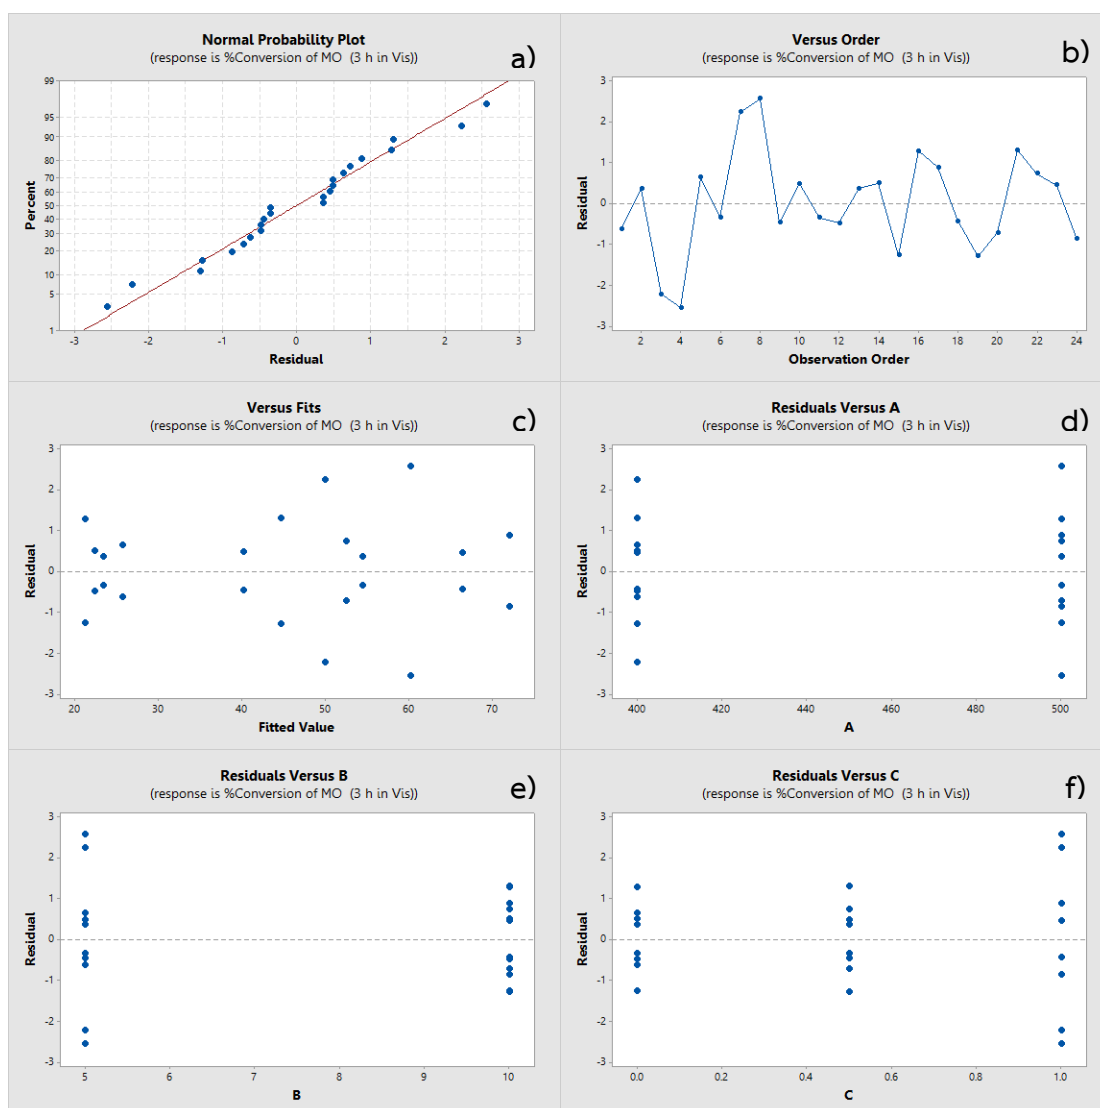 Normal Probability Plot
(response is %Conversion of MO (3 h in Vis))
a)
99
95
90
80
70
60
50
40
30
20
10
5
1
Percent
-3 -2 -1 0 1 2 3
Residual
Versus Order
(response is %Conversion of MO (3 h in Vis))
b)
3
2
1
0
-1
-2
-3
Residual
2 4 6 8 10 12 14 16 18 20 22 24
Observation Order
Versus Fits
(response is %Conversion of MO (3 h in Vis))
c)
3
2
1
0
-1
-2
-3
Residual
20 30 40 50 60 70
Fitted Value
Residuals Versus A
(response is %Conversion of MO (3 h in Vis))
d)
3
2
1
0
-1
-2
-3
Residual
400 420 440 460 480 500
A
Residuals Versus B
(response is %Conversion of MO (3 h in Vis))
e)
3
2
1
0
-1
-2
-3
Residual
5 6 7 8 9 10
B
Residuals Versus C
(response is %Conversion of MO (3 h in Vis))
f)
3
2
1
0
-1
-2
-3
Residual
0.0 0.2 0.4 0.6 0.8 1.0
C